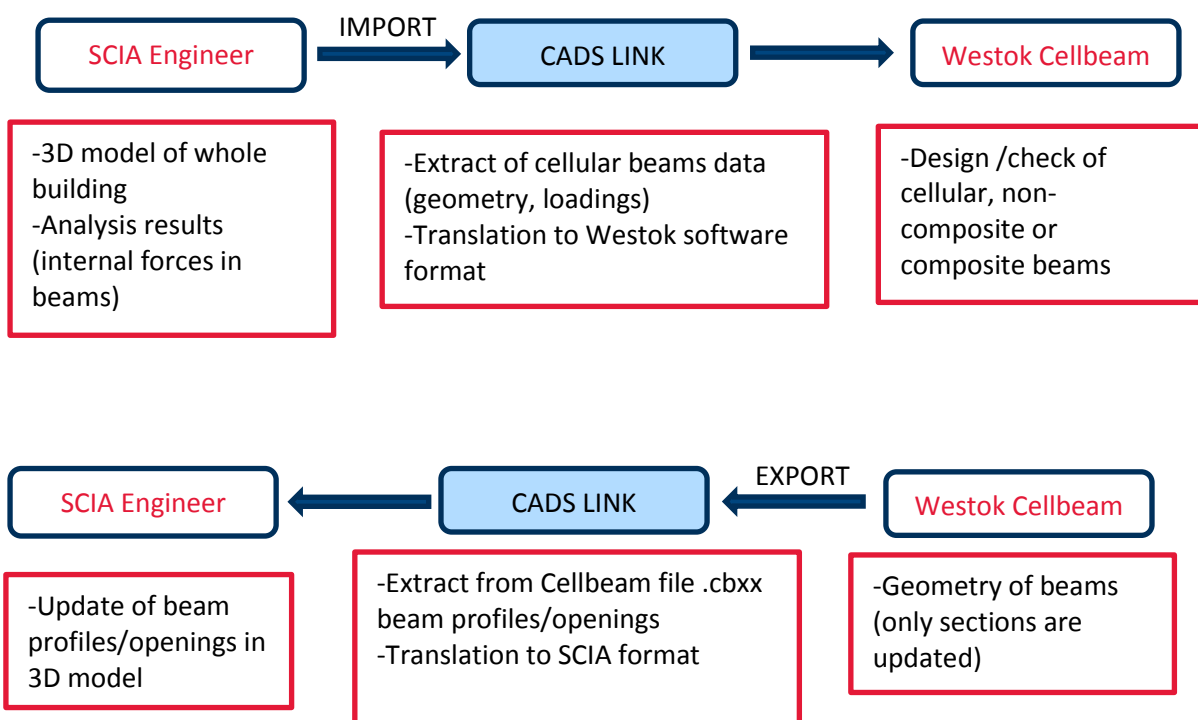 IMPORT
SCIA Engineer
CADS LINK
Westok Cellbeam
-3D model of whole
building
-Analysis results
(internal forces in
beams)
-Extract of cellular beams data
(geometry, loadings)
-Translation to Westok software
format
-Design /check of
cellular, non-
composite or
composite beams
EXPORT
SCIA Engineer
CADS LINK
Westok Cellbeam
-Update of beam
profiles/openings in
3D model
-Extract from Cellbeam file .cbxx
beam profiles/openings
-Translation to SCIA format
-Geometry of beams
(only sections are
updated)